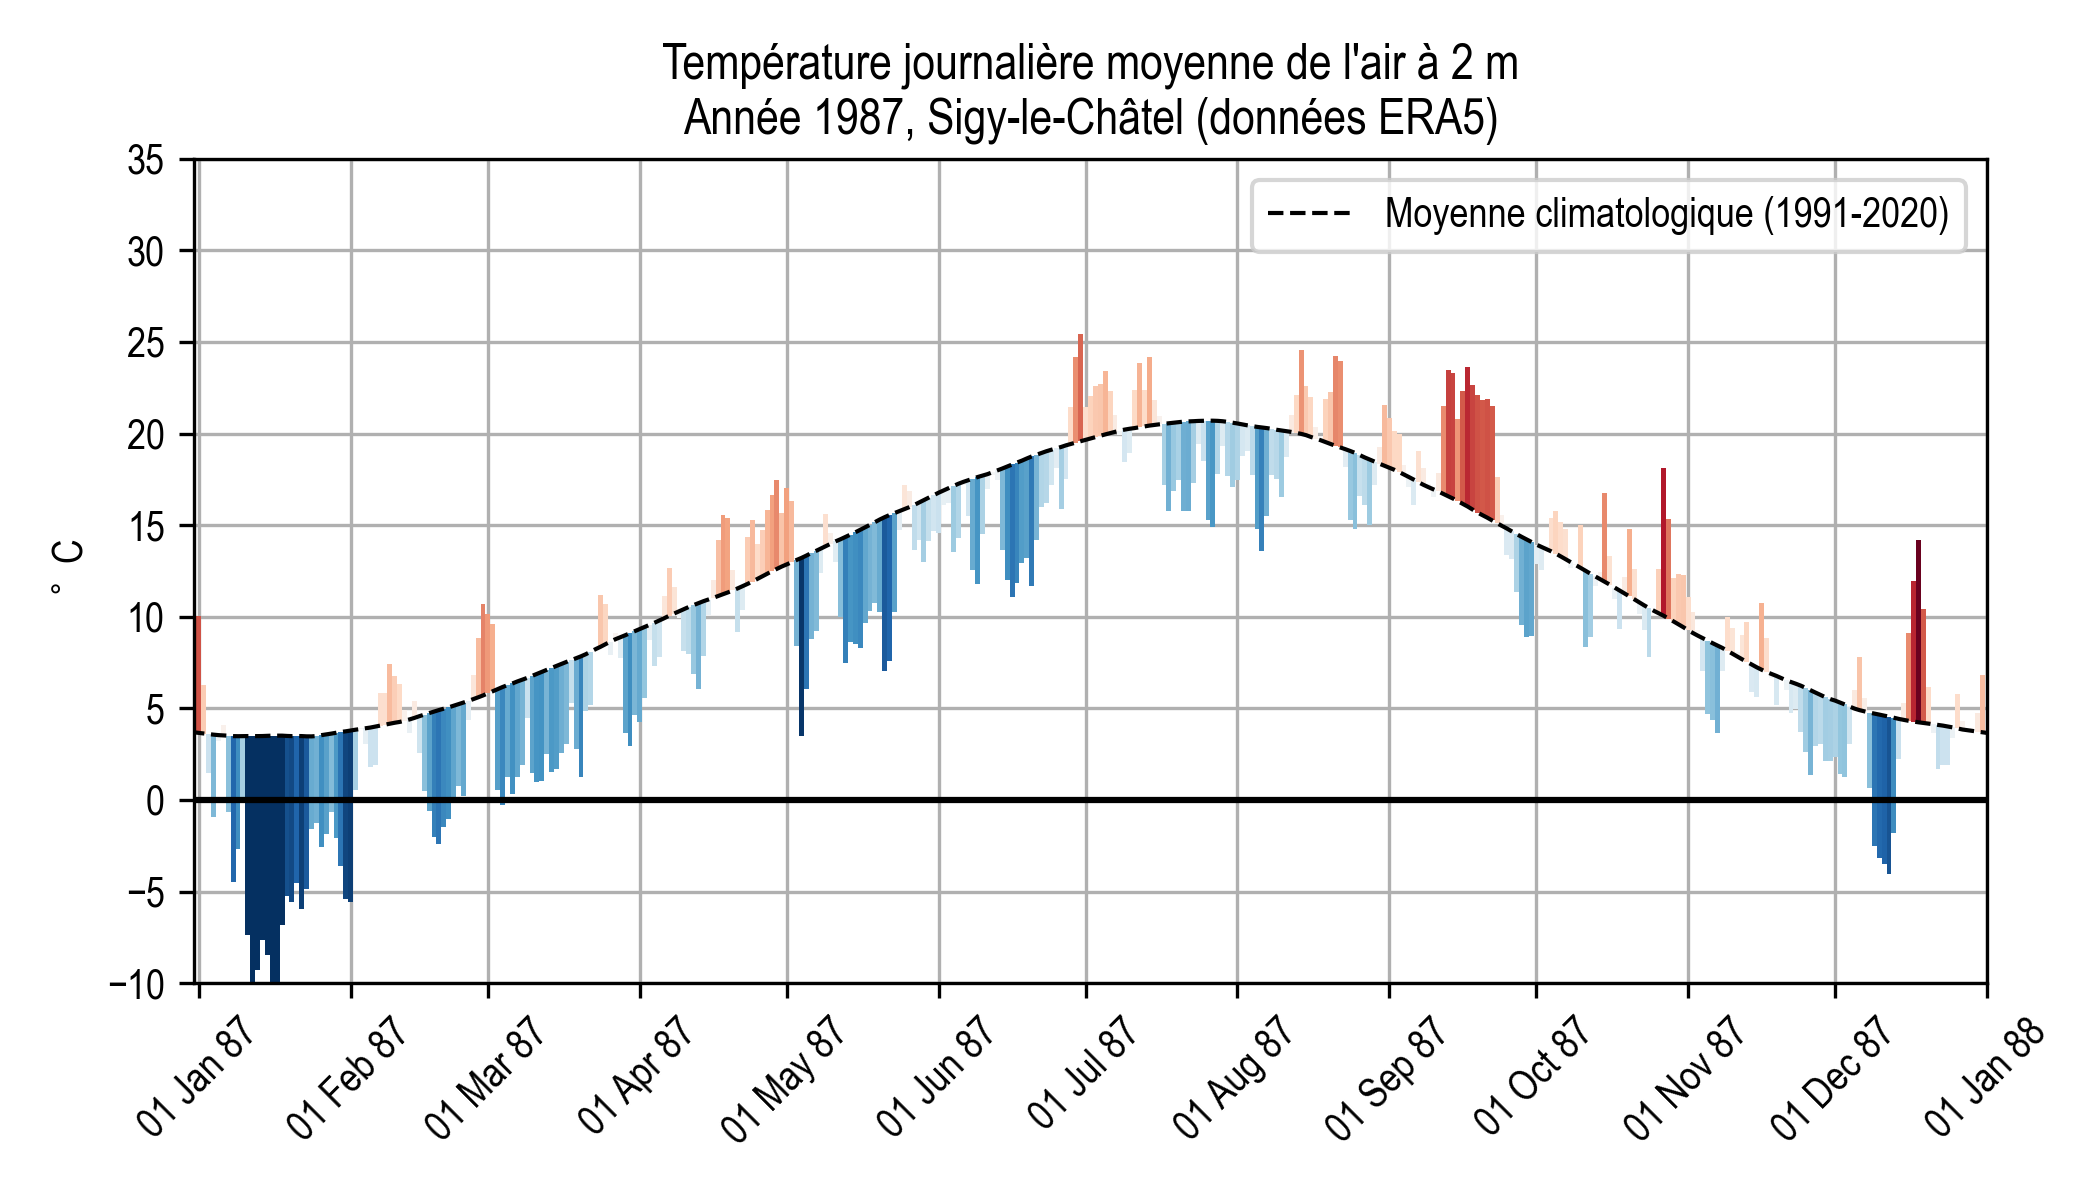 Température journalière moyenne de l'air à 2 m
Année 1987, Sigy-le-Châtel (données ERA5)
Moyenne climatologique (1991-2020)
° C
35
30
25
20
15
10
5
0
−5
−10
01 Jan 87
01 Feb 87
01 Mar 87
01 Apr 87
01 May 87
01 Jun 87
01 Jul 87
01 Aug 87
01 Sep 87
01 Oct 87
01 Nov 87
01 Dec 87
01 Jan 88